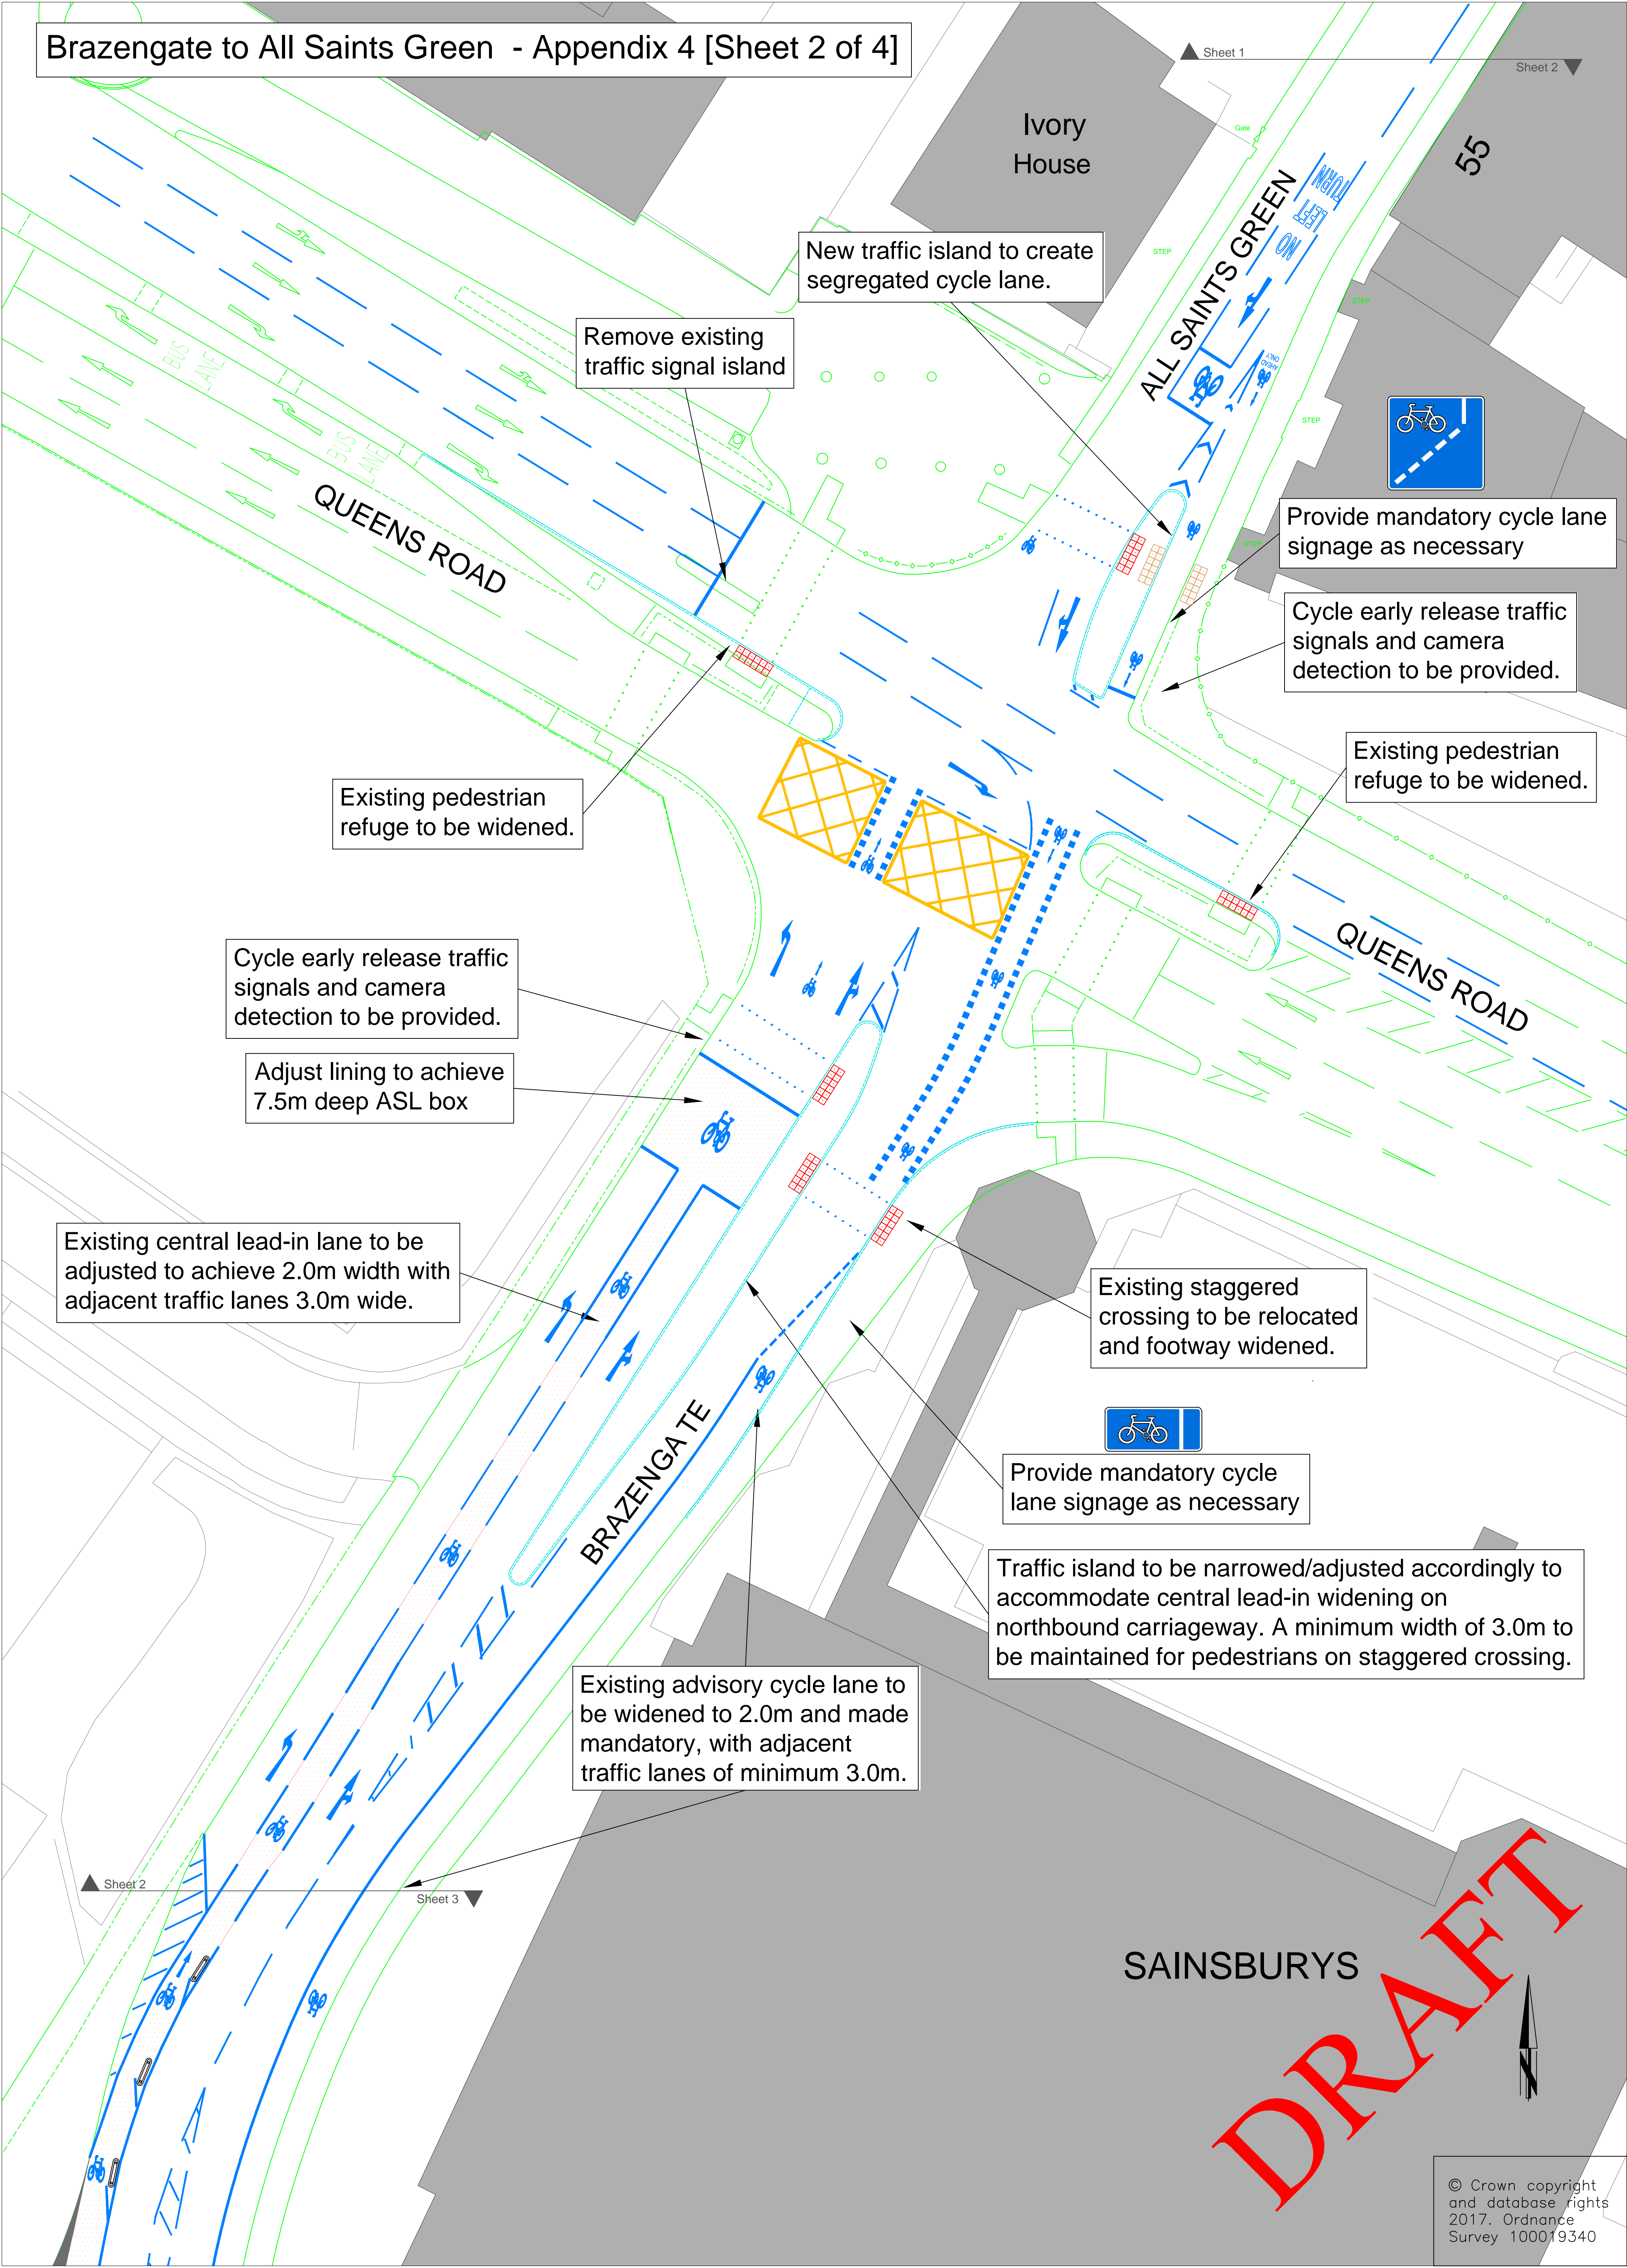 Brazengate to All Saints Green - Appendix 4 [Sheet 2 of 4]
Sheet 1
Sheet 2
Ivory
House
55
Gate
TURN
LEFT
NO
ALL SAINTS GREEN
STEP
STEP
New traffic island to create
segregated cycle lane.
Remove existing
traffic signal island
BUS
LANE
AHEAD
ONLY
STEP
BUS
LANE
QUEENS ROAD
Provide mandatory cycle lane
signage as necessary
STEP
Cycle early release traffic
signals and camera
detection to be provided.
Existing pedestrian
refuge to be widened.
Existing pedestrian
refuge to be widened.
QUEENS ROAD
Cycle early release traffic
signals and camera
detection to be provided.
Adjust lining to achieve
7.5m deep ASL box
Existing central lead-in lane to be
adjusted to achieve 2.0m width with
adjacent traffic lanes 3.0m wide.
Existing staggered
crossing to be relocated
and footway widened.
BRAZENGATE
Provide mandatory cycle
lane signage as necessary
Traffic island to be narrowed/adjusted accordingly to
accommodate central lead-in widening on
northbound carriageway. A minimum width of 3.0m to
be maintained for pedestrians on staggered crossing.
Existing advisory cycle lane to
be widened to 2.0m and made
mandatory, with adjacent
traffic lanes of minimum 3.0m.
Sheet 2
Sheet 3
SAINSBURYS
DRAFT
N
© Crown copyright
and database rights
2017. Ordnance
Survey 100019340